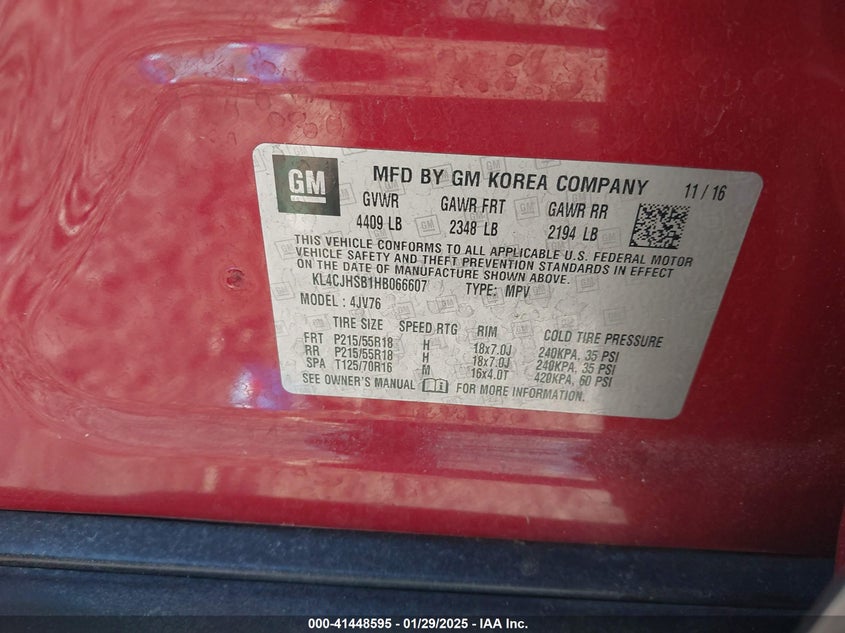 GM MFD BY GM KOREA COMPANY 11/16
GVWR GAWR FRT GAWR RR
4409 LB 2348 LB 2194 LB
THIS VEHICLE CONFORMS TO ALL APPLICABLE U.S. FEDERAL MOTOR
VEHICLE SAFETY AND THEFT PREVENTION STANDARDS IN EFFECT
ON THE DATE OF MANUFACTURE SHOWN ABOVE.
KL4CJHSB1HB066607 TYPE: MPV
MODEL: 4JV76
TIRE SIZE SPEED RTG RIM COLD TIRE PRESSURE
FRT P215/55R18 H 18x7.0J 240KPA, 35 PSI
RR P215/55R18 H 18x7.0J 240KPA, 35 PSI
SPA T125/70R16 M 16x4.0T 420KPA, 60 PSI
SEE OWNER'S MANUAL FOR MORE INFORMATION.
000-41448595 - 01/29/2025 - IAA Inc.